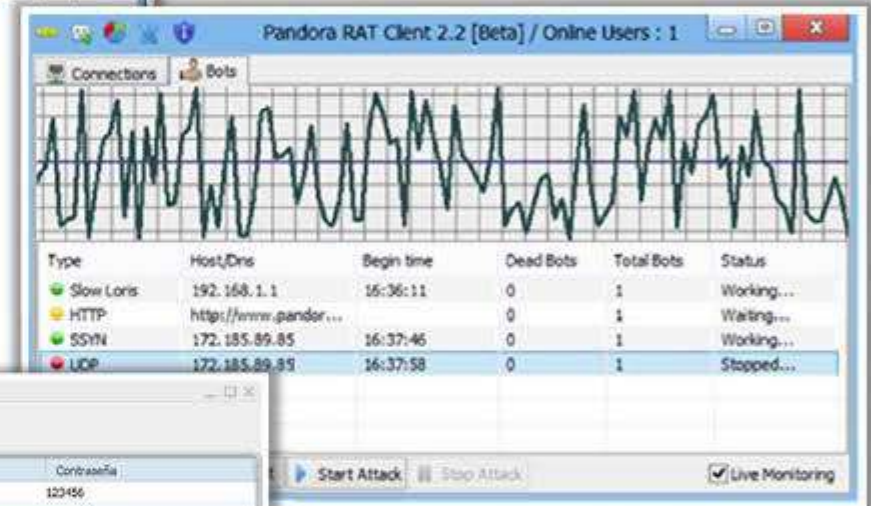 Pandora RAT Client 2.2 [Beta] / Online Users : 1
Connections Bots
Type Host/Dns Begin time Dead Bots Total Bots Status
Slow Loris 192.168.1.1 16:36:11 0 1 Working...
HTTP http://www.pandor... 0 1 Waiting...
SSYN 172.185.89.85 16:37:46 0 1 Working...
UDP 172.185.89.85 16:37:58 0 1 Stopped...
Start Attack Stop Attack Live Monitoring
Contraseña
123456